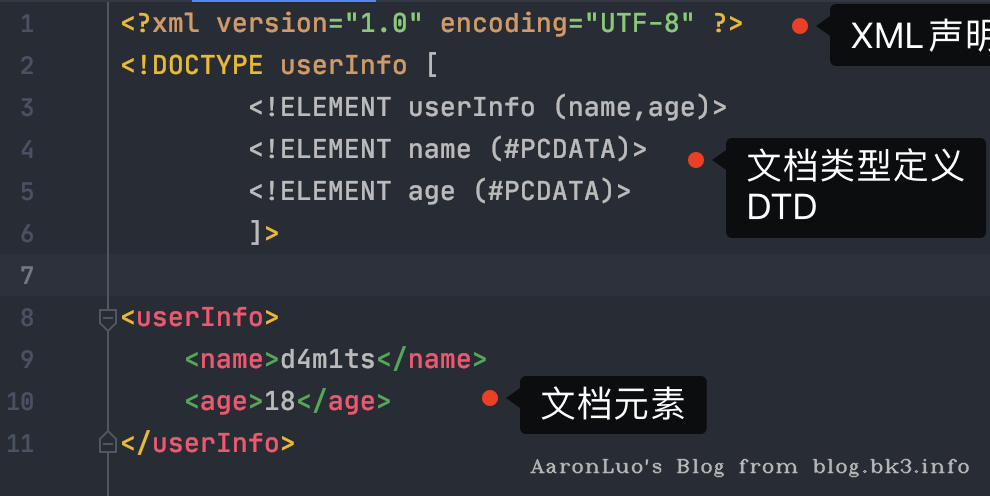 1 <?xml version="1.0" encoding="UTF-8" ?>
XML声明
2 <!DOCTYPE userInfo [
3 <!ELEMENT userInfo (name,age)>
4 <!ELEMENT name (#PCDATA)>
文档类型定义
DTD
5 <!ELEMENT age (#PCDATA)>
6 ]>
7
8 <userInfo>
9 <name>d4m1ts</name>
10 <age>18</age>
文档元素
11 </userInfo>
AaronLuo's Blog from blog.bk3.info